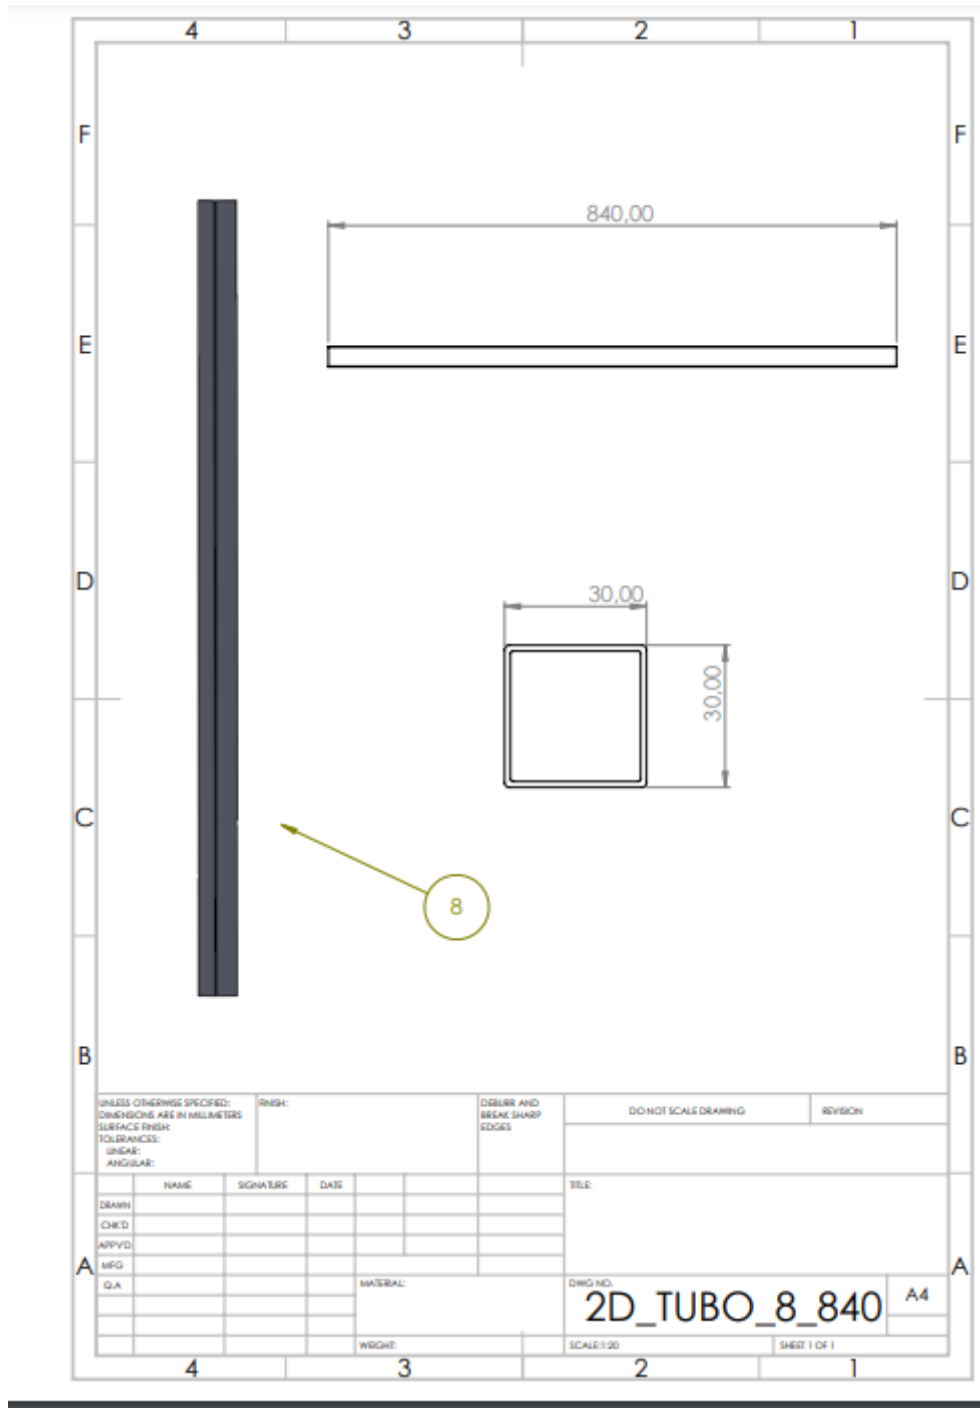 4 3 2 1
F F
840,00
E E
D D
30,00
30,00
C C
8
B B
UNLESS OTHERWISE SPECIFIED:
DIMENSIONS ARE IN MILLIMETERS
SURFACE FINISH:
TOLERANCES:
LINEAR:
ANGULAR:
FINISH:
DEBURR AND
BREAK SHARP
EDGES
DO NOT SCALE DRAWING
REVISION
NAME SIGNATURE DATE
TITLE:
DRAWN
CHK'D
APPV'D
A A
MFG
Q.A
MATERIAL:
DWG NO.
2D_TUBO_8_840
A4
WEIGHT:
SCALE:1:20
SHEET 1 OF 1
4 3 2 1